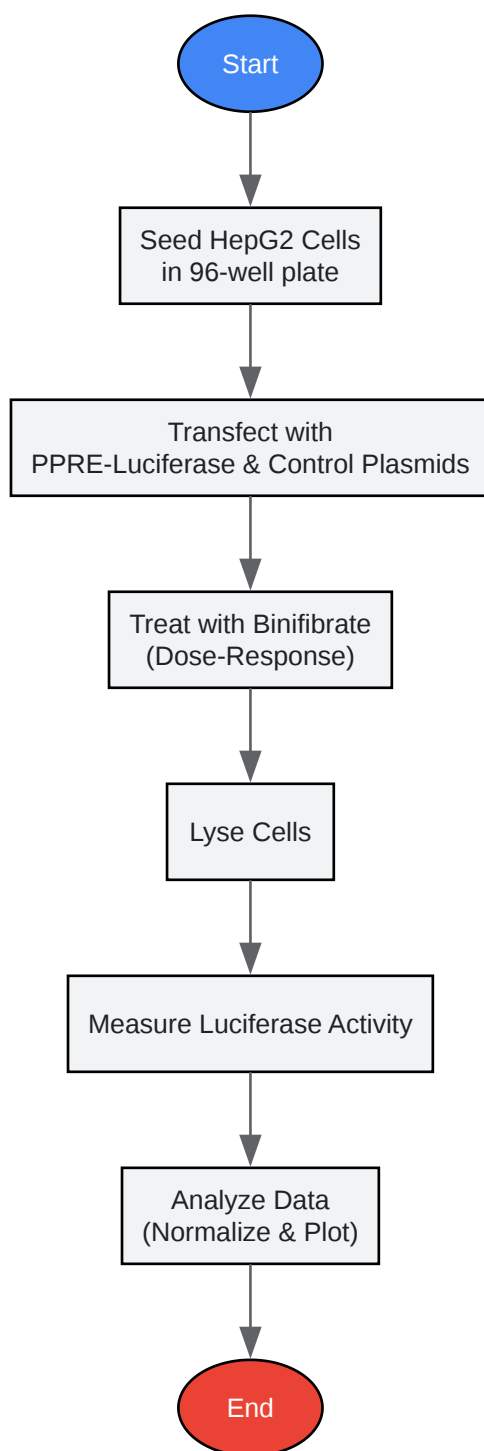 Start
Seed HepG2 Cells
in 96-well plate
Transfect with
PPRE-Luciferase & Control Plasmids
Treat with Binifibrate
(Dose-Response)
Lyse Cells
Measure Luciferase Activity
Analyze Data
(Normalize & Plot)
End